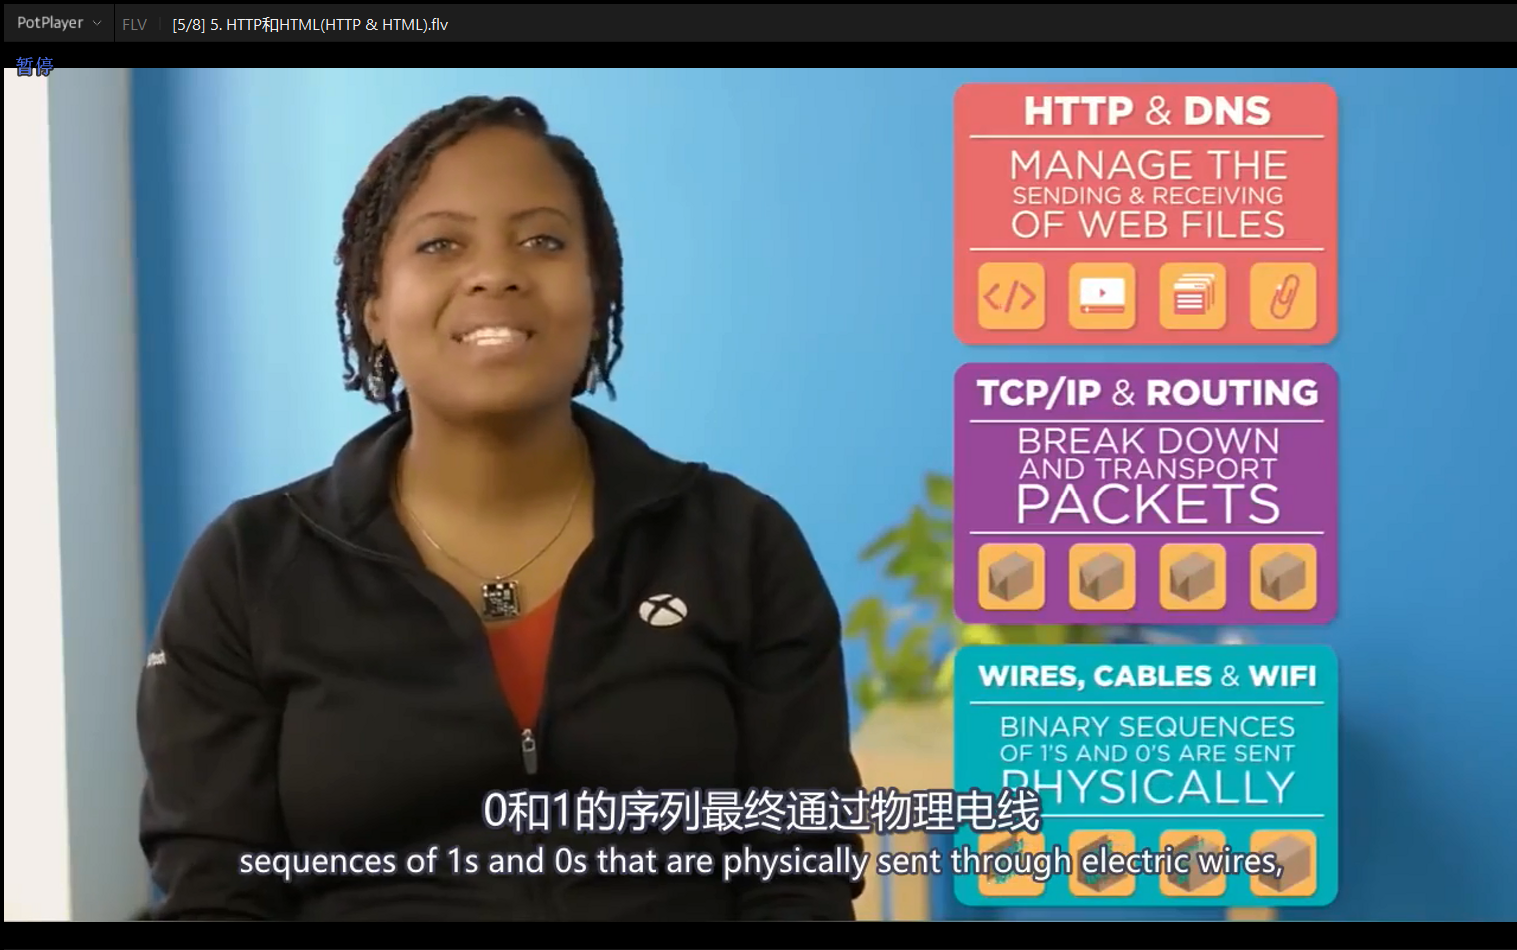 PotPlayer
FLV
[5/8] 5. HTTP和HTML(HTTP & HTML).flv
暂停
HTTP & DNS
MANAGE THE
SENDING & RECEIVING
OF WEB FILES
</>
TCP/IP & ROUTING
BREAK DOWN
AND TRANSPORT
PACKETS
WIRES, CABLES & WIFI
BINARY SEQUENCES
OF 1'S AND 0'S ARE SENT
PHYSICALLY
0和1的序列最终通过物理电线
sequences of 1s and 0s that are physically sent through electric wires,